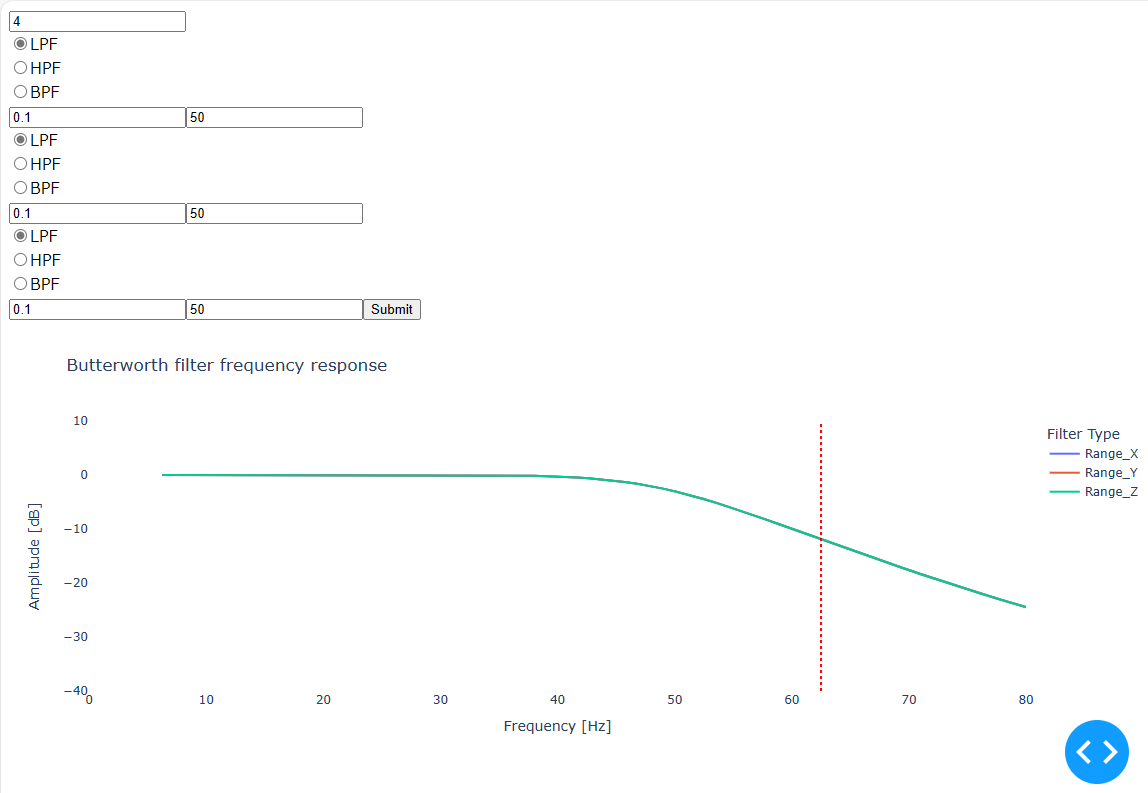 4
LPF
HPF
BPF
0.1 50
LPF
HPF
BPF
0.1 50
LPF
HPF
BPF
0.1 50 Submit
Butterworth filter frequency response
10
0
−10
−20
−30
−40
Amplitude [dB]
0 10 20 30 40 50 60 70 80
Frequency [Hz]
Filter Type
Range_X
Range_Y
Range_Z